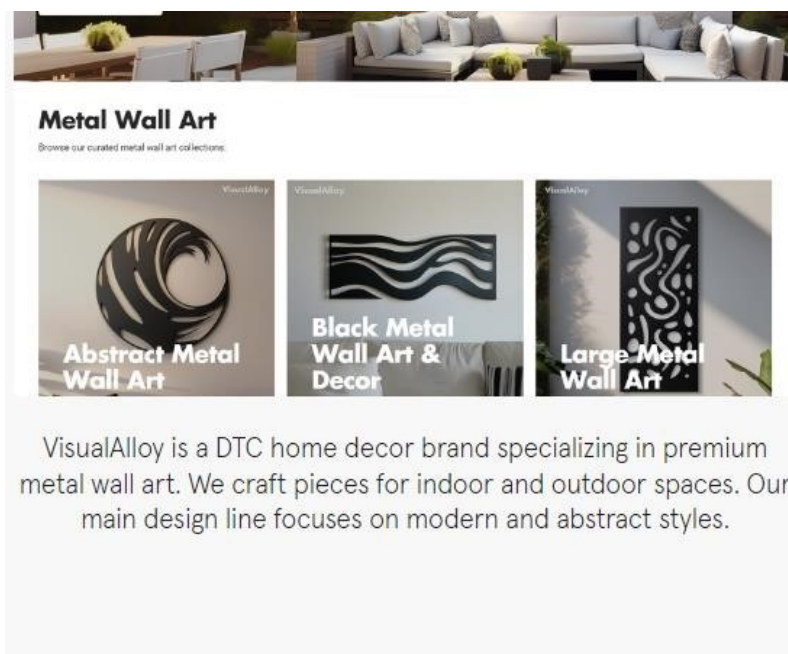 Metal Wall Art
Browse our curated metal wall art collections.
VisualAlloy
VisualAlloy
VisualAlloy
Abstract Metal
Wall Art
Black Metal
Wall Art &
Decor
Large Metal
Wall Art
VisualAlloy is a DTC home decor brand specializing in premium
metal wall art. We craft pieces for indoor and outdoor spaces. Our
main design line focuses on modern and abstract styles.